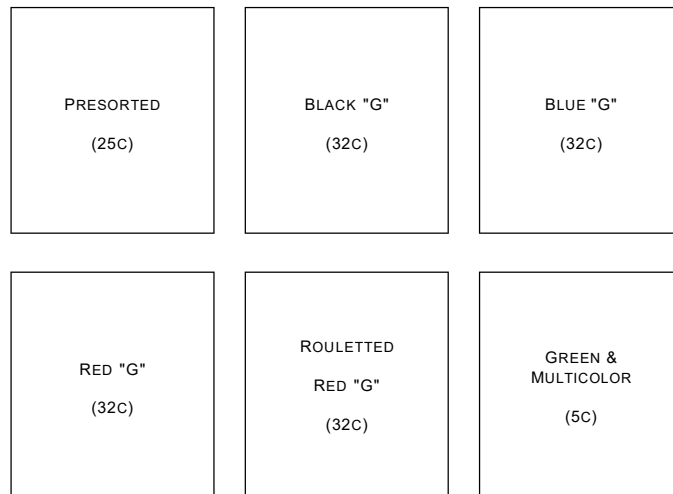 PRESORTED
(25C)
BLACK "G"
(32C)
BLUE "G"
(32C)
RED "G"
(32C)
ROULETTED
RED "G"
(32C)
GREEN &
MULTICOLOR
(5C)